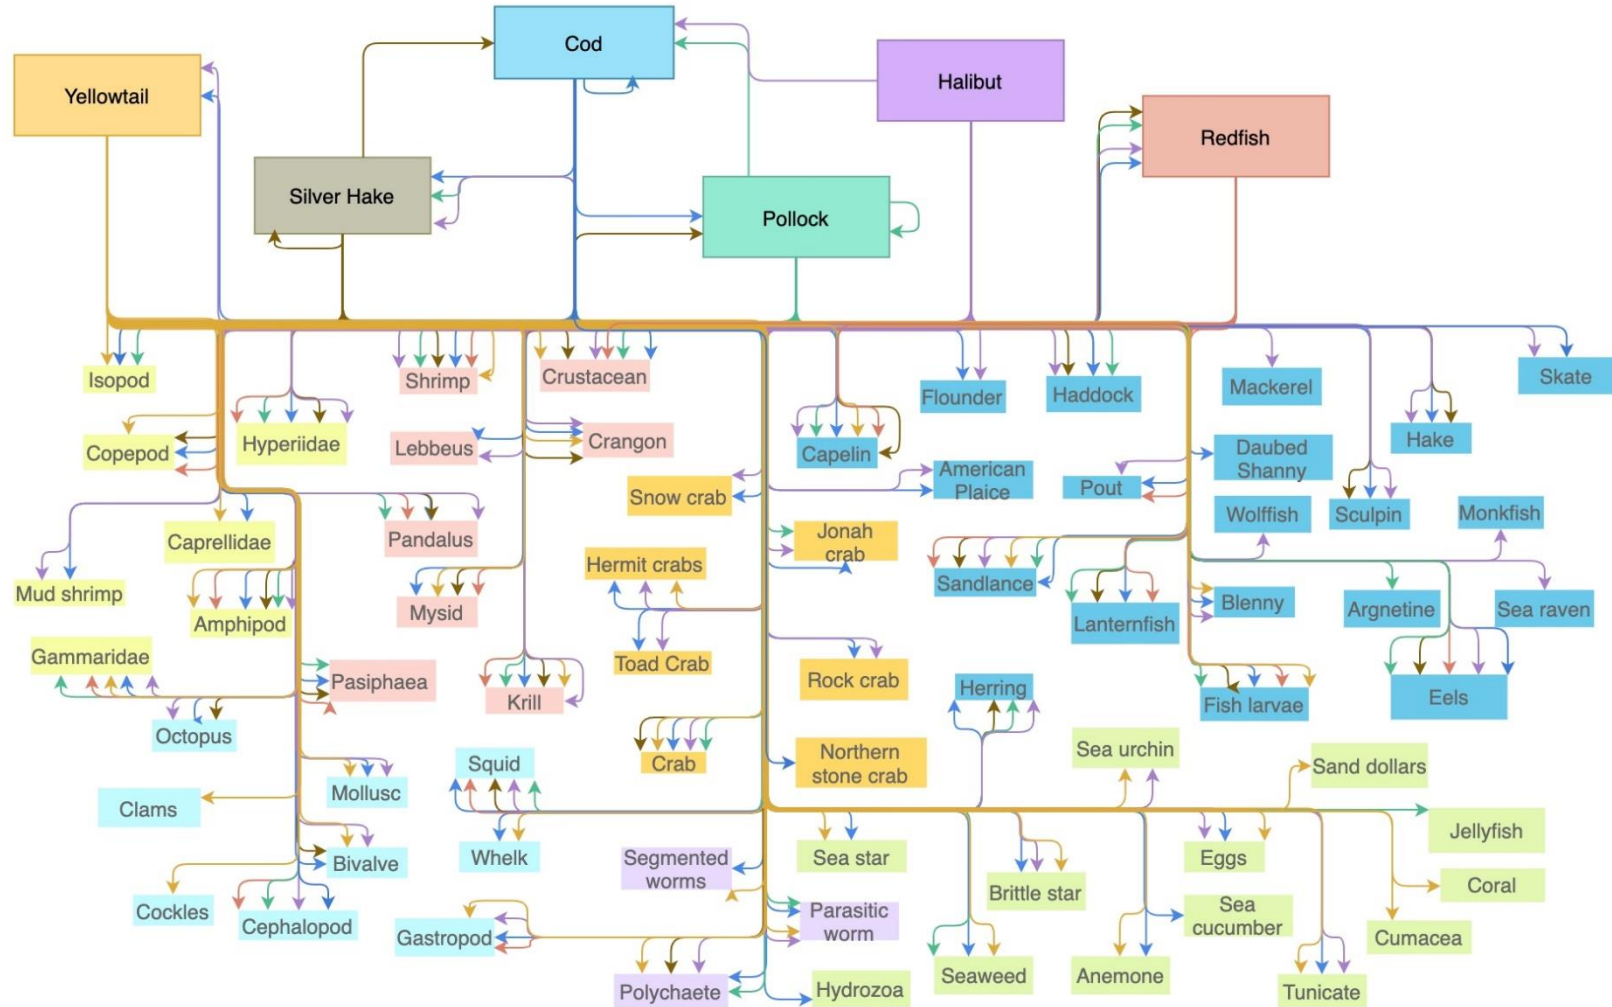 Cod
Yellowtail
Halibut
Redfish
Silver Hake
Pollock
Isopod
Shrimp
Crustacean
Flounder
Haddock
Mackerel
Skate
Copepod
Hyperiidae
Lebbeus
Crangon
Capelin
Hake
Daubed
Shanny
American
Plaice
Pout
Snow crab
Wolffish
Sculpin
Monkfish
Caprellidae
Pandalus
Jonah
crab
Hermit crabs
Mud shrimp
Amphipod
Mysid
Sandlance
Lanternfish
Blenny
Argnetine
Sea raven
Gammaridae
Toad Crab
Pasiphaea
Rock crab
Herring
Krill
Fish larvae
Eels
Octopus
Squid
Crab
Northern
stone crab
Sea urchin
Sand dollars
Mollusc
Clams
Jellyfish
Whelk
Segmented
worms
Sea star
Eggs
Bivalve
Brittle star
Coral
Cockles
Cephalopod
Gastropod
Parasitic
worm
Sea
cucumber
Cumacea
Polychaete
Hydrozoa
Seaweed
Anemone
Tunicate